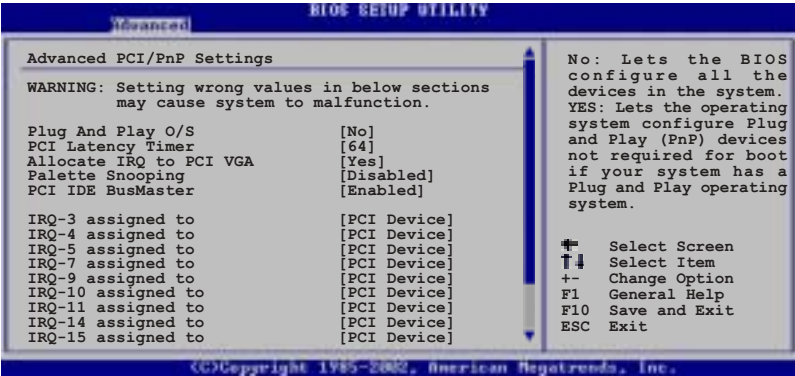 BIOS SETUP UTILITY
Advanced
Advanced PCI/PnP Settings
WARNING: Setting wrong values in below sections
may cause system to malfunction.
Plug And Play O/S [No]
PCI Latency Timer [64]
Allocate IRQ to PCI VGA [Yes]
Palette Snooping [Disabled]
PCI IDE BusMaster [Enabled]
IRQ-3 assigned to [PCI Device]
IRQ-4 assigned to [PCI Device]
IRQ-5 assigned to [PCI Device]
IRQ-7 assigned to [PCI Device]
IRQ-9 assigned to [PCI Device]
IRQ-10 assigned to [PCI Device]
IRQ-11 assigned to [PCI Device]
IRQ-14 assigned to [PCI Device]
IRQ-15 assigned to [PCI Device]
No: Lets the BIOS
configure all the
devices in the system.
YES: Lets the operating
system configure Plug
and Play (PnP) devices
not required for boot
if your system has a
Plug and Play operating
system.
Select Screen
↑↓ Select Item
+- Change Option
F1 General Help
F10 Save and Exit
ESC Exit
(C)Copyright 1985-2002, American Megatrends, Inc.